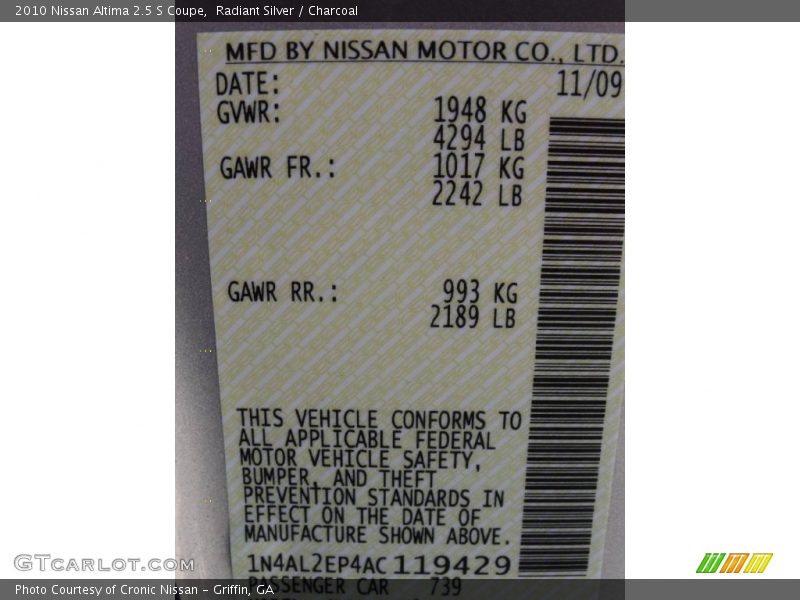 2010 Nissan Altima 2.5 S Coupe,  Radiant Silver / Charcoal
MFD BY NISSAN MOTOR CO., LTD.
DATE: 11/09
GVWR: 1948 KG
4294 LB
GAWR FR.: 1017 KG
2242 LB
GAWR RR.: 993 KG
2189 LB
THIS VEHICLE CONFORMS TO
ALL APPLICABLE FEDERAL
MOTOR VEHICLE SAFETY,
BUMPER, AND THEFT
PREVENTION STANDARDS IN
EFFECT ON THE DATE OF
MANUFACTURE SHOWN ABOVE.
1N4AL2EP4AC119429
PASSENGER CAR 739
GTcarlot.com
Photo Courtesy of Cronic Nissan – Griffin, GA